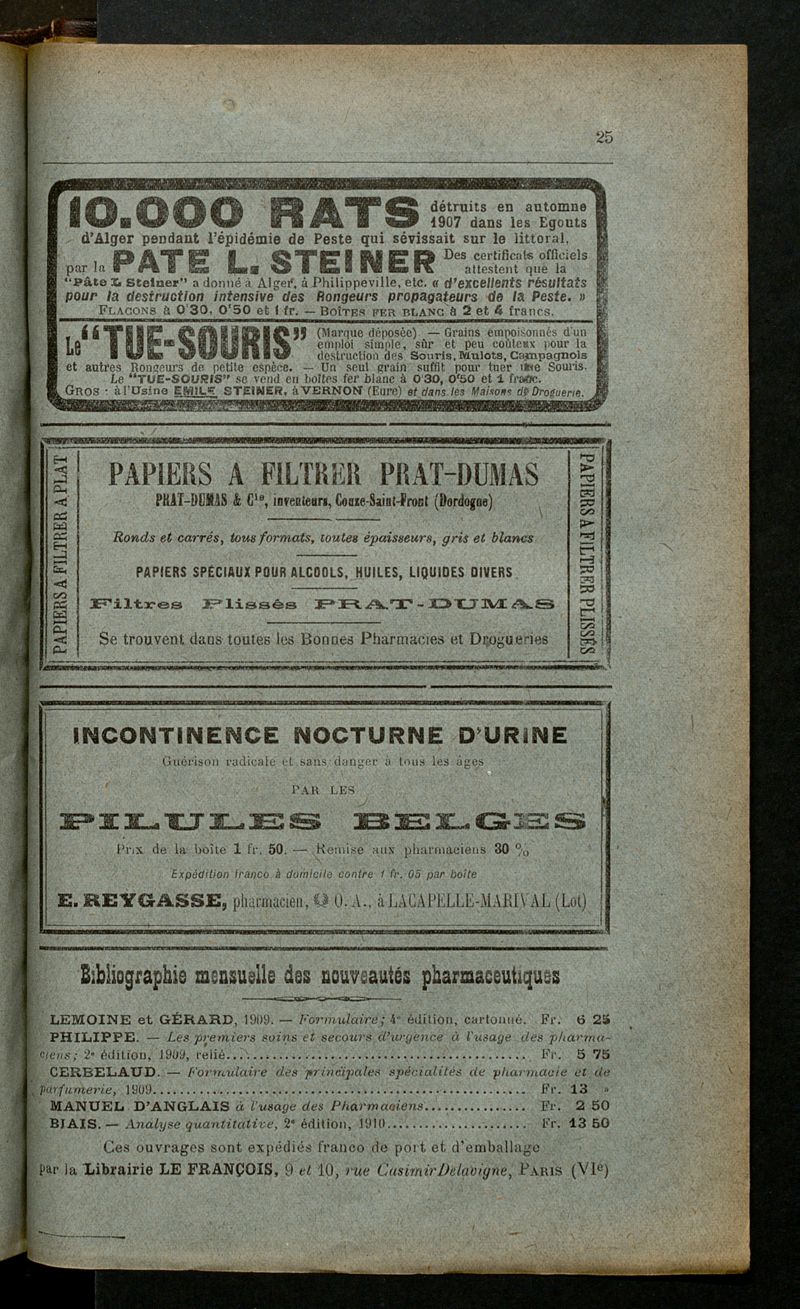 25
10.000 RATS détruits en automne
1907 dans les Egouts
d'Alger pendant l'épidémie de Peste qui sévissait sur le littoral,
par la PATE L. STEINER Des certificats officiels
attestent que la
"Pâte L. Steiner" a donné à Alger, à Philippeville, etc. « d'excellents résultats
pour la destruction intensive des Rongeurs propagateurs de la Peste. »
FLACONS à 0'30, 0'50 et 1 fr. — BOITES FER BLANC à 2 et 4 francs.
Le "TUE-SOURIS" (Marque déposée). — Grains empoisonnés d'un
emploi simple, sûr et peu coûteux pour la
destruction des Souris, Mulots, Campagnols
et autres Rongeurs de petite espèce. — Un seul grain suffit pour tuer une Souris.
Le "TUE-SOURIS" se vend en boîtes fer blanc à 0'30, 0'50 et 1 franc.
GROS : à l'Usine EMILE STEINER, à VERNON (Eure) et dans les Maisons de Droguerie.
PAPIERS A FILTRER A PLAT
PAPIERS A FILTRER PRAT-DUMAS
PRAT-DUMAS & Cie, inventeurs, Couze-Saint-Front (Dordogne)
Ronds et carrés, tous formats, toutes épaisseurs, gris et blancs
PAPIERS SPÉCIAUX POUR ALCOOLS, HUILES, LIQUIDES DIVERS
Filtres Plissés PRAT-DUMAS
Se trouvent dans toutes les Bonnes Pharmacies et Drogueries
PAPIERS A FILTRER PLISSÉS
INCONTINENCE NOCTURNE D'URINE
Guérison radicale et sans danger à tous les âges
PAR LES
PILULES BELGES
Prix de la boîte 1 fr. 50. — Remise aux pharmaciens 30 %
Expédition franco à domicile contre 1 fr. 65 par boîte
E. REYGASSE, pharmacien, O. A., à LACAPELLE-MARIVAL (Lot)
Bibliographie mensuelle des nouveautés pharmaceutiques
LEMOINE et GÉRARD, 1909. — Formulaire; 4e édition, cartonné. Fr. 6 25
PHILIPPE. — Les premiers soins et secours d'urgence à l'usage des pharma-
ciens; 2e édition, 1909, relié.... Fr. 5 75
CERBELAUD. — Formulaire des principales spécialités de pharmacie et de
parfumerie, 1909.... Fr. 13 »
MANUEL D'ANGLAIS à l'usage des Pharmaciens.... Fr. 2 50
BIAIS. — Analyse quantitative, 2e édition, 1910.... Fr. 13 50
Ces ouvrages sont expédiés franco de port et d'emballage
par la Librairie LE FRANÇOIS, 9 et 10, rue Casimir Delavigne, PARIS (VIe)